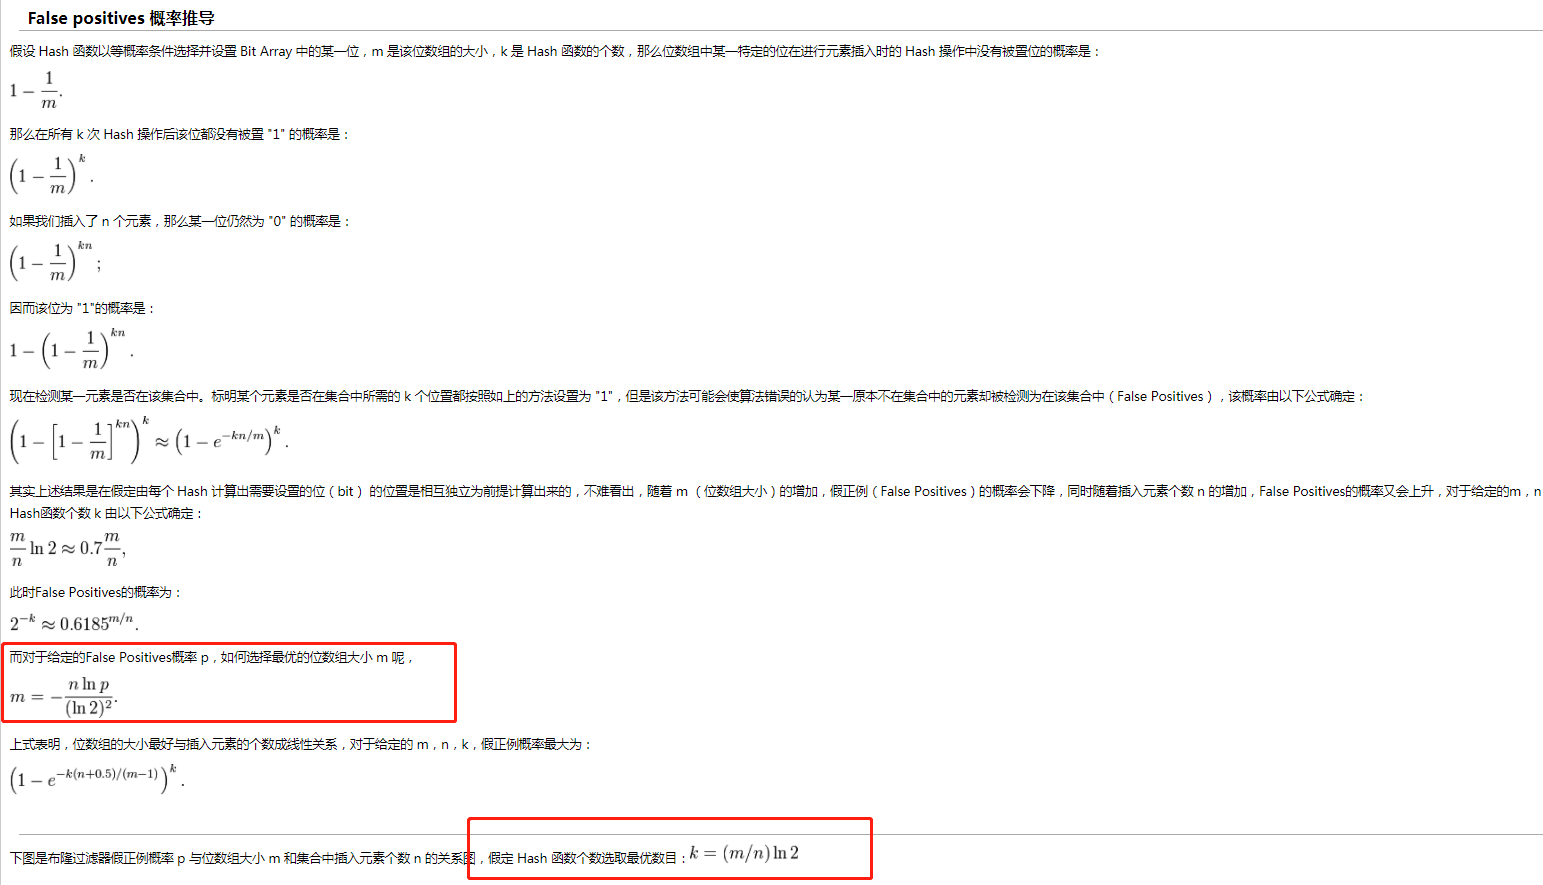 False positives 概率推导
假设 Hash 函数以等概率条件选择并设置 Bit Array 中的某一位，m 是该位数组的大小，k 是 Hash 函数的个数，那么位数组中某一特定的位在进行元素插入时的 Hash 操作中没有被置位的概率是：
1 − 1/m.
那么在所有 k 次 Hash 操作后该位都没有被置 "1" 的概率是：
(1 − 1/m)^k.
如果我们插入了 n 个元素，那么某一位仍然为 "0" 的概率是：
(1 − 1/m)^{kn};
因而该位为 "1"的概率是：
1 − (1 − 1/m)^{kn}.
现在检测某一元素是否在该集合中。标明某个元素是否在集合中所需的 k 个位置都按照如上的方法设置为 "1"，但是该方法可能会使算法错误的认为某一原本不在集合中的元素却被检测为在该集合中（False Positives），该概率由以下公式确定：
(1 − [1 − 1/m]^{kn})^k ≈ (1 − e^{−kn/m})^k.
其实上述结果是在假定由每个 Hash 计算出需要设置的位（bit） 的位置是相互独立为前提计算出来的，不难看出，随着 m （位数组大小）的增加，假正例（False Positives）的概率会下降，同时随着插入元素个数 n 的增加，False Positives的概率又会上升，对于给定的m，n
Hash函数个数 k 由以下公式确定：
m/n ln 2 ≈ 0.7 m/n,
此时False Positives的概率为：
2^{−k} ≈ 0.6185^{m/n}.
而对于给定的False Positives概率 p，如何选择最优的位数组大小 m 呢，
m = − n ln p/(ln 2)^2.
上式表明，位数组的大小最好与插入元素的个数成线性关系，对于给定的 m，n，k，假正例概率最大为：
(1 − e^{−k(n+0.5)/(m−1)})^k.
下图是布隆过滤器假正例概率 p 与位数组大小 m 和集合中插入元素个数 n 的关系图，假定 Hash 函数个数选取最优数目：k = (m/n) ln 2